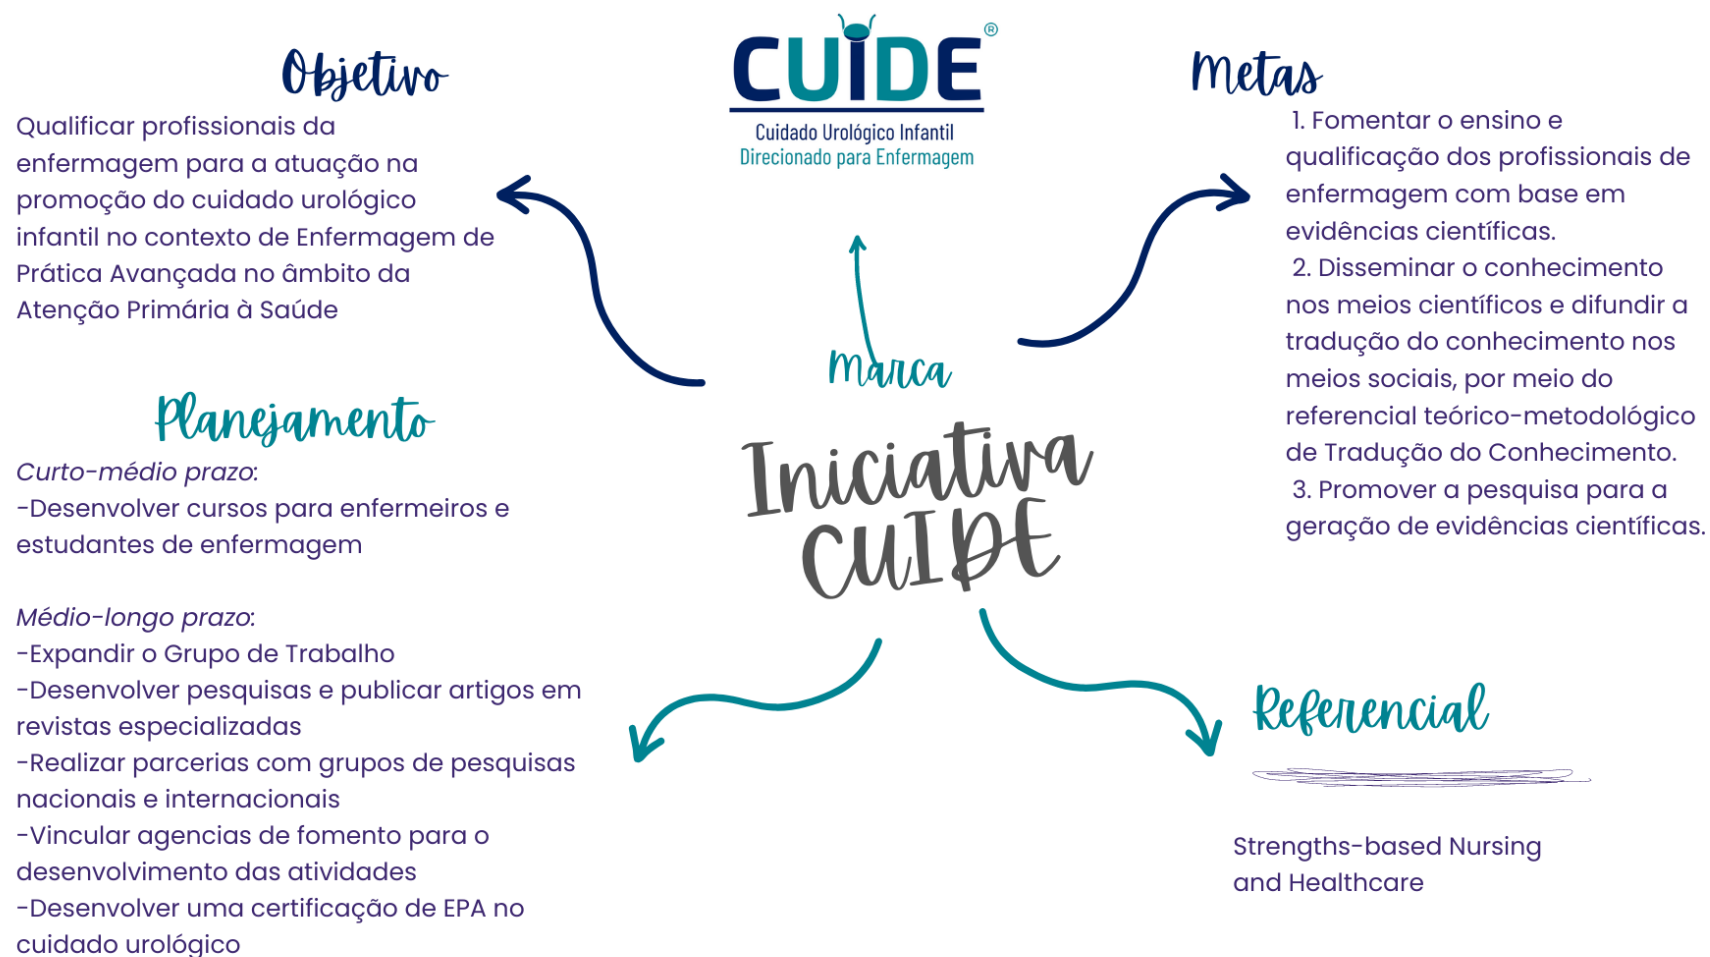 Objetivo
Qualificar profissionais da
enfermagem para a atuação na
promoção do cuidado urológico
infantil no contexto de Enfermagem de
Prática Avançada no âmbito da
Atenção Primária à Saúde
CUIDE®
Cuidado Urológico Infantil
Direcionado para Enfermagem
Metas
1. Fomentar o ensino e
qualificação dos profissionais de
enfermagem com base em
evidências científicas.
2. Disseminar o conhecimento
nos meios científicos e difundir a
tradução do conhecimento nos
meios sociais, por meio do
referencial teórico-metodológico
de Tradução do Conhecimento.
3. Promover a pesquisa para a
geração de evidências científicas.
Marca
Iniciativa
CUIDE
Planejamento
Curto-médio prazo:
-Desenvolver cursos para enfermeiros e
estudantes de enfermagem
Médio-longo prazo:
-Expandir o Grupo de Trabalho
-Desenvolver pesquisas e publicar artigos em
revistas especializadas
-Realizar parcerias com grupos de pesquisas
nacionais e internacionais
-Vincular agencias de fomento para o
desenvolvimento das atividades
-Desenvolver uma certificação de EPA no
cuidado urológico
Referencial
Strengths-based Nursing
and Healthcare